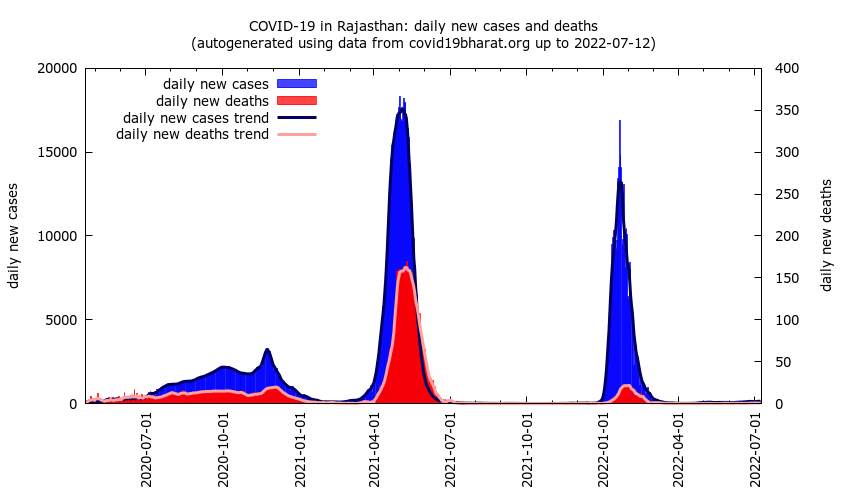 COVID-19 in Rajasthan: daily new cases and deaths
(autogenerated using data from covid19bharat.org up to 2022-07-12)
daily new cases
daily new deaths
daily new cases trend
daily new deaths trend
20000
15000
10000
5000
0
400
350
300
250
200
150
100
50
0
daily new cases
daily new deaths
2020-07-01
2020-10-01
2021-01-01
2021-04-01
2021-07-01
2021-10-01
2022-01-01
2022-04-01
2022-07-01